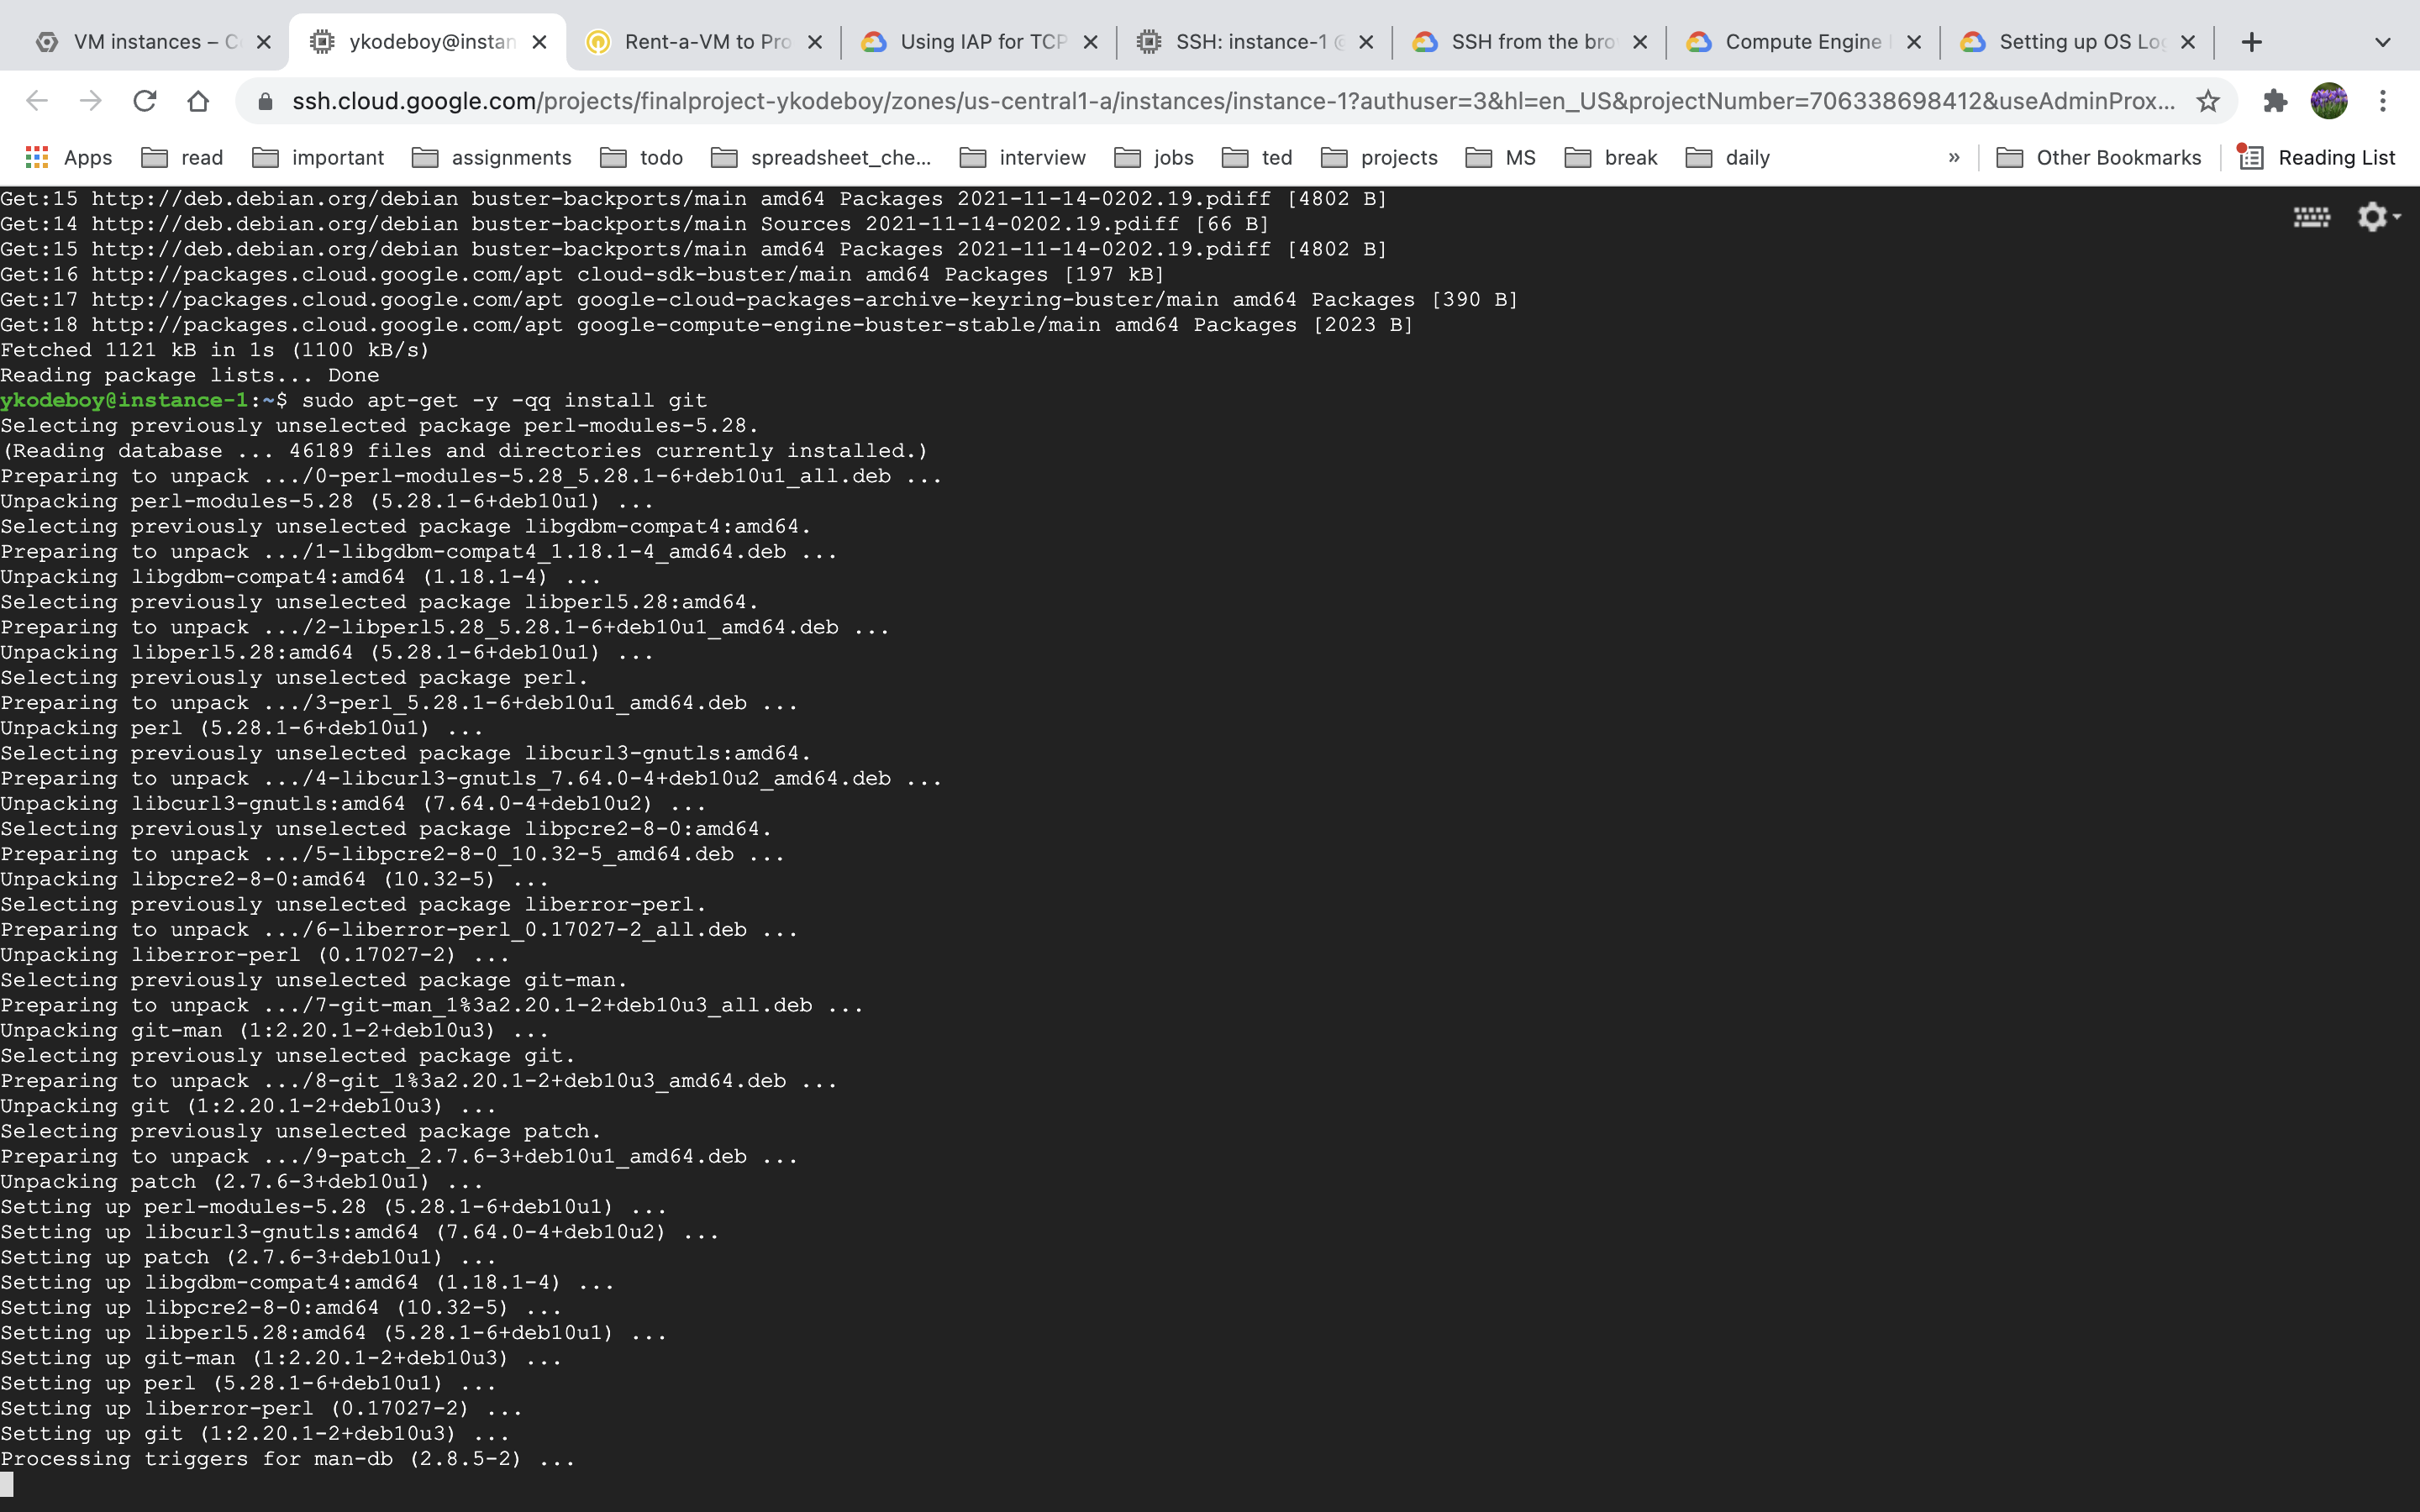 VM instances – C
ykodeboy@instan
Rent-a-VM to Pro
Using IAP for TCP
SSH: instance-1 @
SSH from the bro
Compute Engine
Setting up OS Log
ssh.cloud.google.com/projects/finalproject-ykodeboy/zones/us-central1-a/instances/instance-1?authuser=3&hl=en_US&projectNumber=706338698412&useAdminProx...
Apps
read
important
assignments
todo
spreadsheet_che...
interview
jobs
ted
projects
MS
break
daily
»
Other Bookmarks
Reading List
Get:15 http://deb.debian.org/debian buster-backports/main amd64 Packages 2021-11-14-0202.19.pdiff [4802 B]
Get:14 http://deb.debian.org/debian buster-backports/main Sources 2021-11-14-0202.19.pdiff [66 B]
Get:15 http://deb.debian.org/debian buster-backports/main amd64 Packages 2021-11-14-0202.19.pdiff [4802 B]
Get:16 http://packages.cloud.google.com/apt cloud-sdk-buster/main amd64 Packages [197 kB]
Get:17 http://packages.cloud.google.com/apt google-cloud-packages-archive-keyring-buster/main amd64 Packages [390 B]
Get:18 http://packages.cloud.google.com/apt google-compute-engine-buster-stable/main amd64 Packages [2023 B]
Fetched 1121 kB in 1s (1100 kB/s)
Reading package lists... Done
ykodeboy@instance-1:~$ sudo apt-get -y -qq install git
Selecting previously unselected package perl-modules-5.28.
(Reading database ... 46189 files and directories currently installed.)
Preparing to unpack .../0-perl-modules-5.28_5.28.1-6+deb10u1_all.deb ...
Unpacking perl-modules-5.28 (5.28.1-6+deb10u1) ...
Selecting previously unselected package libgdbm-compat4:amd64.
Preparing to unpack .../1-libgdbm-compat4_1.18.1-4_amd64.deb ...
Unpacking libgdbm-compat4:amd64 (1.18.1-4) ...
Selecting previously unselected package libperl5.28:amd64.
Preparing to unpack .../2-libperl5.28_5.28.1-6+deb10u1_amd64.deb ...
Unpacking libperl5.28:amd64 (5.28.1-6+deb10u1) ...
Selecting previously unselected package perl.
Preparing to unpack .../3-perl_5.28.1-6+deb10u1_amd64.deb ...
Unpacking perl (5.28.1-6+deb10u1) ...
Selecting previously unselected package libcurl3-gnutls:amd64.
Preparing to unpack .../4-libcurl3-gnutls_7.64.0-4+deb10u2_amd64.deb ...
Unpacking libcurl3-gnutls:amd64 (7.64.0-4+deb10u2) ...
Selecting previously unselected package libpcre2-8-0:amd64.
Preparing to unpack .../5-libpcre2-8-0_10.32-5_amd64.deb ...
Unpacking libpcre2-8-0:amd64 (10.32-5) ...
Selecting previously unselected package liberror-perl.
Preparing to unpack .../6-liberror-perl_0.17027-2_all.deb ...
Unpacking liberror-perl (0.17027-2) ...
Selecting previously unselected package git-man.
Preparing to unpack .../7-git-man_1%3a2.20.1-2+deb10u3_all.deb ...
Unpacking git-man (1:2.20.1-2+deb10u3) ...
Selecting previously unselected package git.
Preparing to unpack .../8-git_1%3a2.20.1-2+deb10u3_amd64.deb ...
Unpacking git (1:2.20.1-2+deb10u3) ...
Selecting previously unselected package patch.
Preparing to unpack .../9-patch_2.7.6-3+deb10u1_amd64.deb ...
Unpacking patch (2.7.6-3+deb10u1) ...
Setting up perl-modules-5.28 (5.28.1-6+deb10u1) ...
Setting up libcurl3-gnutls:amd64 (7.64.0-4+deb10u2) ...
Setting up patch (2.7.6-3+deb10u1) ...
Setting up libgdbm-compat4:amd64 (1.18.1-4) ...
Setting up libpcre2-8-0:amd64 (10.32-5) ...
Setting up libperl5.28:amd64 (5.28.1-6+deb10u1) ...
Setting up git-man (1:2.20.1-2+deb10u3) ...
Setting up perl (5.28.1-6+deb10u1) ...
Setting up liberror-perl (0.17027-2) ...
Setting up git (1:2.20.1-2+deb10u3) ...
Processing triggers for man-db (2.8.5-2) ...